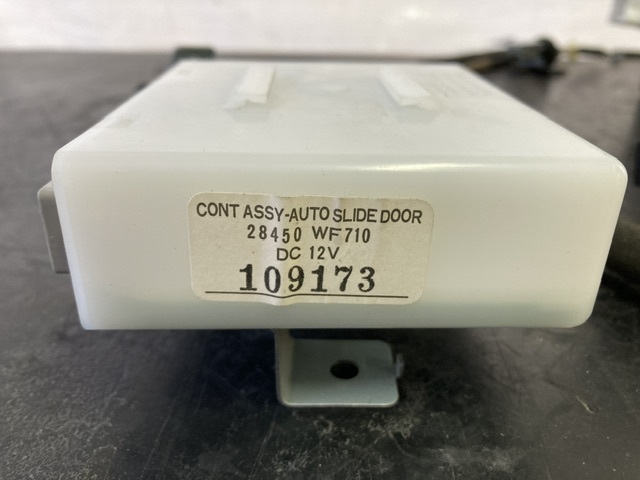 CONT ASSY-AUTO SLIDE DOOR
28450 WF710
DC 12V
109173